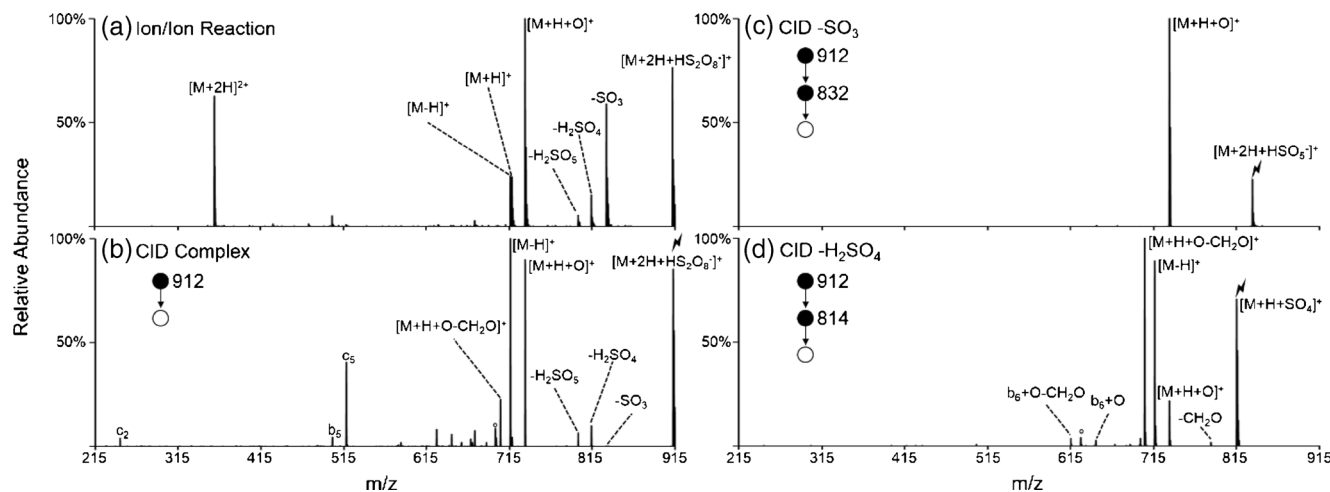 (a) Ion/Ion Reaction
100%
50%
[M+2H]²⁺
[M-H]⁺
[M+H]⁺
[M+H+O]⁺
-H₂SO₅
-H₂SO₄
-SO₃
[M+2H+HS₂O₈⁻]⁺
(b) CID Complex
912
100%
50%
c₂
b₅
c₅
[M+H+O-CH₂O]⁺
o
[M-H]⁺
[M+H+O]⁺
-H₂SO₅
-H₂SO₄
-SO₃
[M+2H+HS₂O₈⁻]⁺
215 315 415 515 615 715 815 915
m/z
Relative Abundance
(c) CID -SO₃
912
832
100%
50%
[M+H+O]⁺
[M+2H+HSO₅⁻]⁺
(d) CID -H₂SO₄
912
814
100%
50%
b₆+O-CH₂O
o
b₆+O
[M+H+O-CH₂O]⁺
[M-H]⁺
[M+H+O]⁺
-CH₂O
[M+H+SO₄]⁺
215 315 415 515 615 715 815 915
m/z